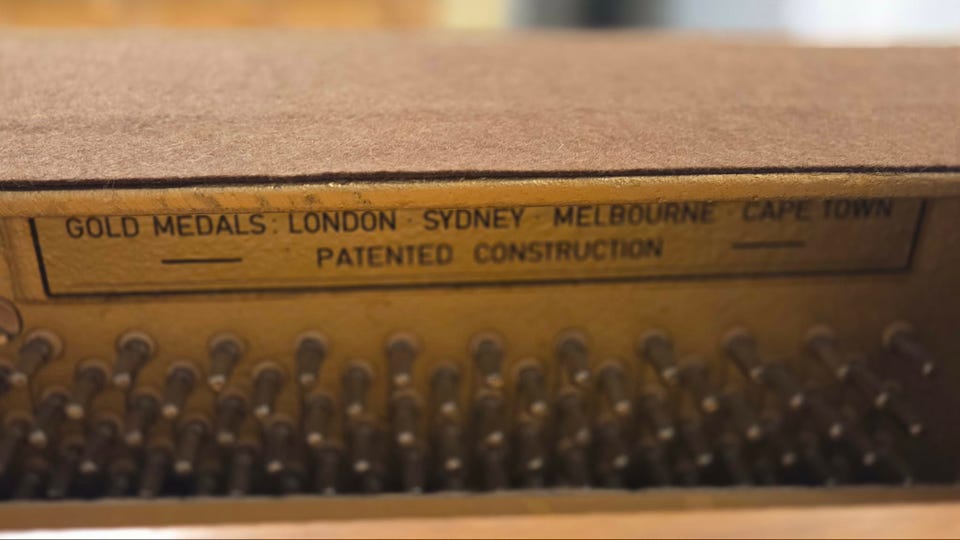 GOLD MEDALS: LONDON · SYDNEY · MELBOURNE · CAPE TOWN
PATENTED CONSTRUCTION